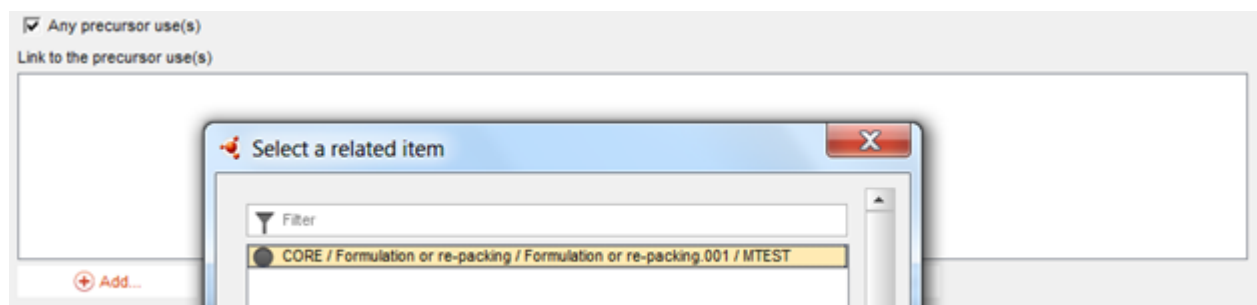 Any precursor use(s)
Link to the precursor use(s)
Select a related item
Filter
CORE / Formulation or re-packing / Formulation or re-packing.001 / MTEST
Add...